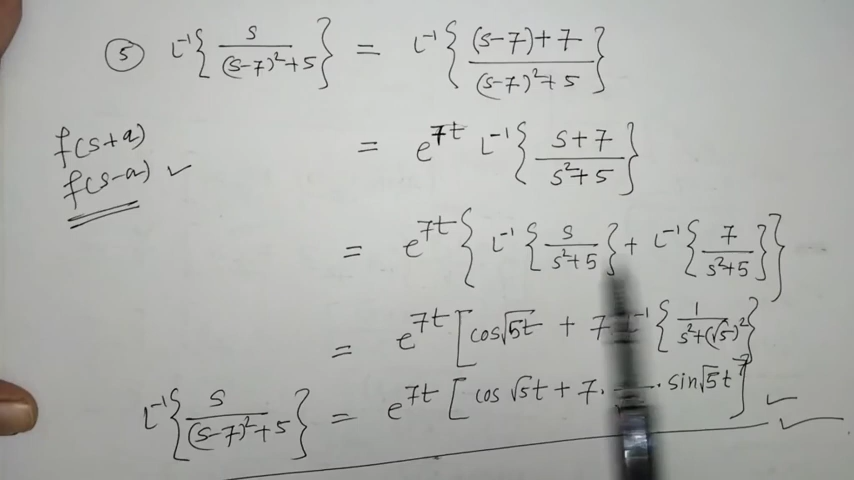 ⑤ L⁻¹{ s / (s-7)²+5 } = L⁻¹{ (s-7)+7 / (s-7)²+5 }
f(s+a)
= e^7t L⁻¹{ s+7 / s²+5 }
f(s-a) ✓
= e^7t { L⁻¹{ s / s²+5 } + L⁻¹{ 7 / s²+5 } }
= e^7t [ cos√5t + 7 L⁻¹{ 1 / s²+(√5)² }
L⁻¹{ s / (s-7)²+5 } = e^7t [ cos √5t + 7 · · sin√5t ] ✓